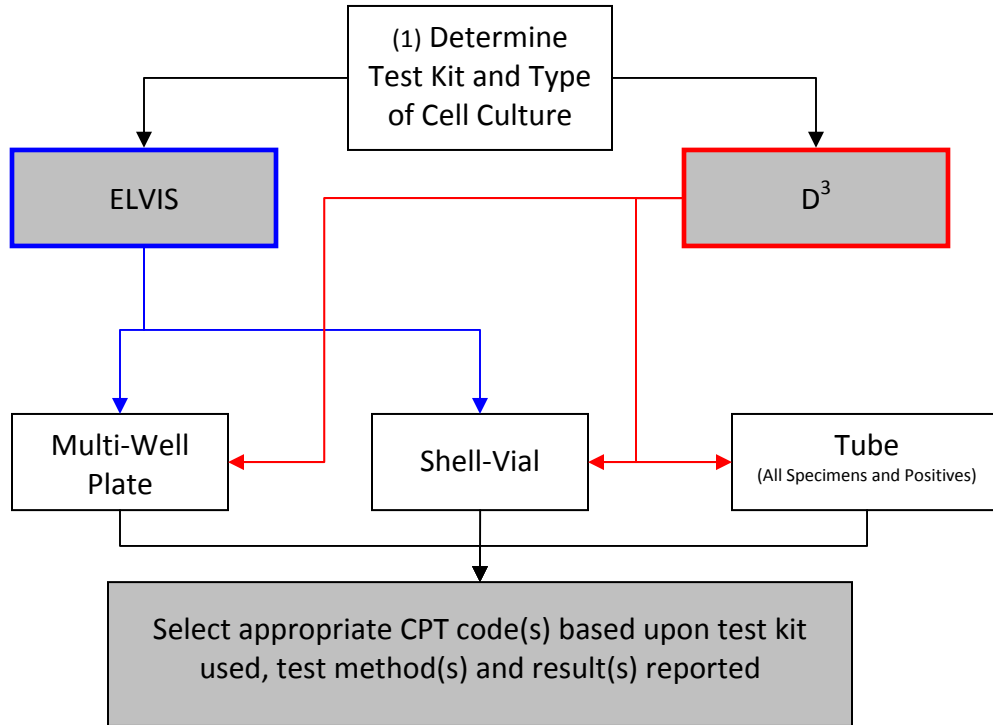 (1) Determine
Test Kit and Type
of Cell Culture
ELVIS
D³
Multi-Well
Plate
Shell-Vial
Tube
(All Specimens and Positives)
Select appropriate CPT code(s) based upon test kit
used, test method(s) and result(s) reported